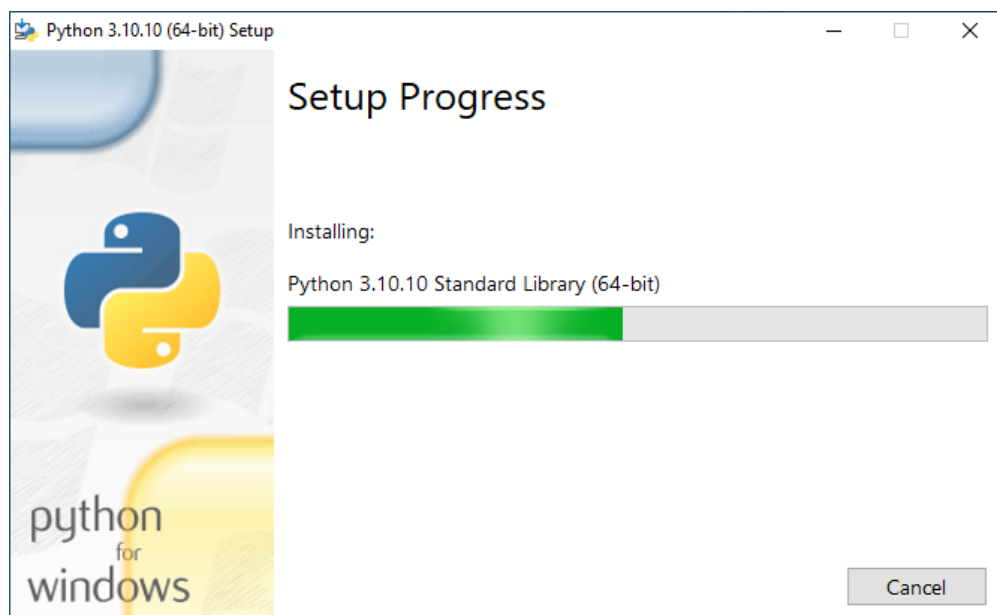 Python 3.10.10 (64-bit) Setup
Setup Progress
Installing:
Python 3.10.10 Standard Library (64-bit)
python
for
windows
Cancel